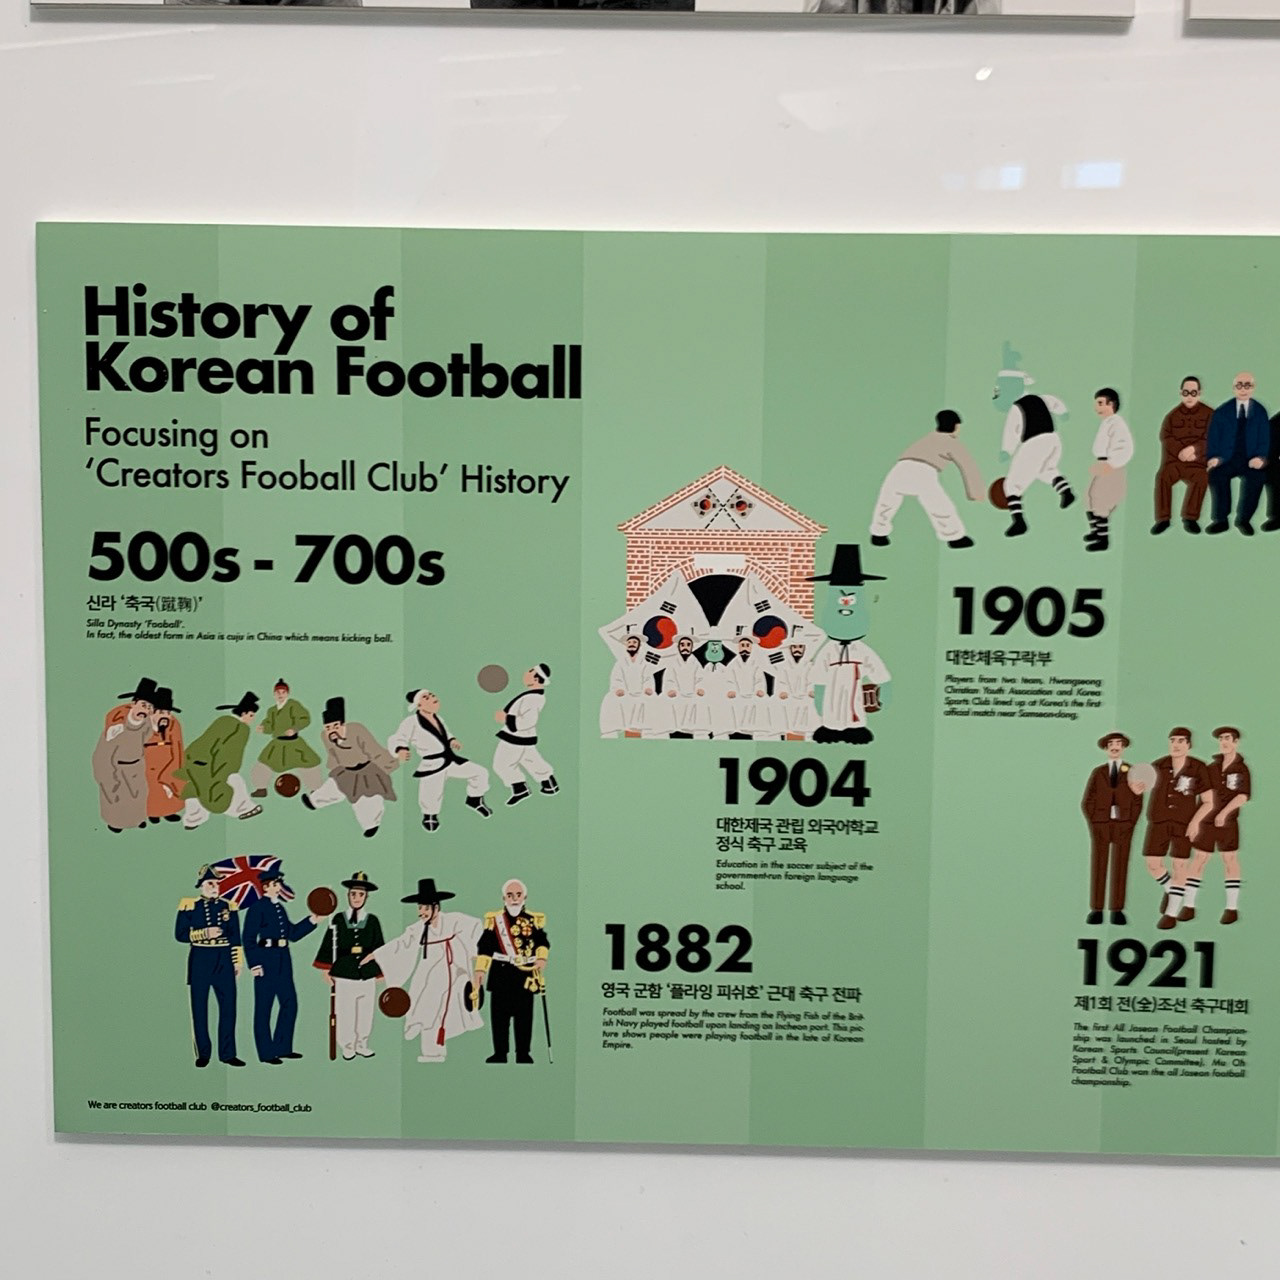 History of
Korean Football
Focusing on
‘Creators Fooball Club’ History
500s - 700s
신라 ‘축국(蹴鞠)’
Silla Dynasty ‘Fooball’.
In fact, the oldest form in Asia is cuju in China which means kicking ball.
1882
영국 군함 ‘플라잉 피쉬호’ 근대 축구 전파
Football was spread by the crew from the Flying Fish of the Brit-
ish Navy played football upon landing on Incheon port. This pic-
ture shows people were playing football in the late of Korean
Empire.
1904
대한제국 관립 외국어학교
정식 축구 교육
Education in the soccer subject of the
government-run foreign language
school.
1905
대한체육구락부
Players from two team, Hwangseong
Christian Youth Association and Korea
Sports Club lined up at Korea's the first
official match near Samseon-dong.
1921
제1회 전(全)조선 축구대회
The first All Joseon Football Champion-
ship was launched in Seoul hosted by
Korean Sports Council(present Korean
Sport & Olympic Committee). Mu Oh
Football Club won the all Joseon football
championship.
We are creators football club @creators_football_club